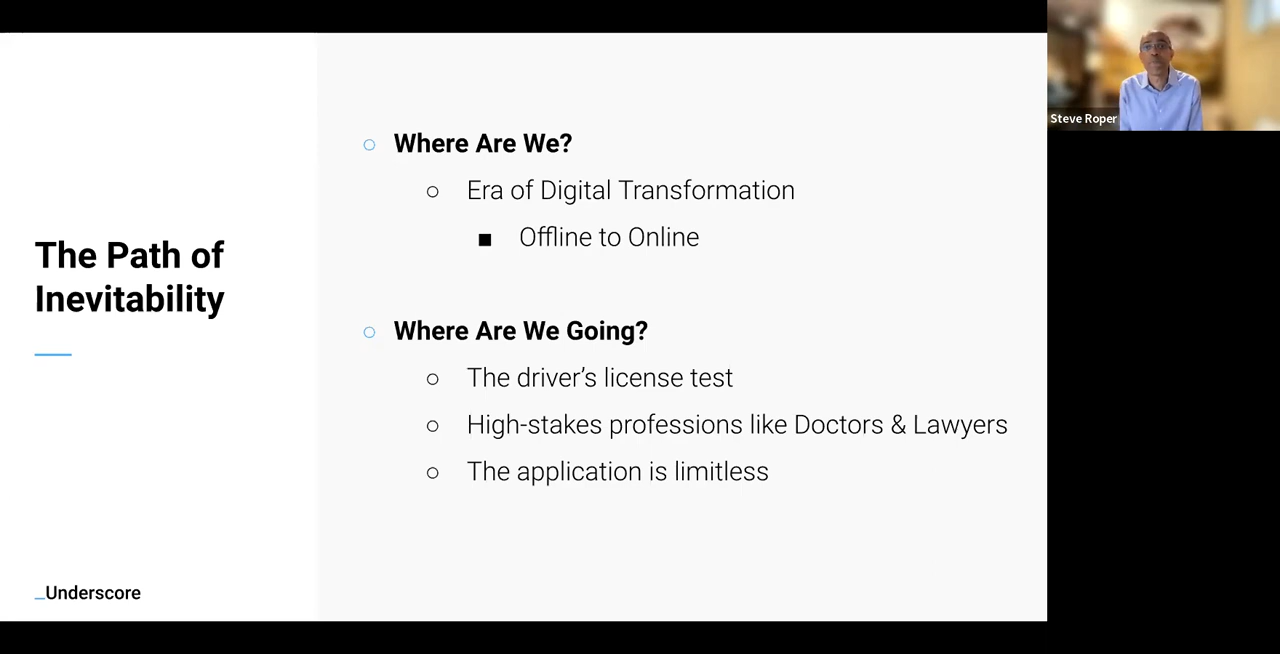 The Path of
Inevitability
_Underscore
Where Are We?
Era of Digital Transformation
Offline to Online
Where Are We Going?
The driver’s license test
High-stakes professions like Doctors & Lawyers
The application is limitless
Steve Roper